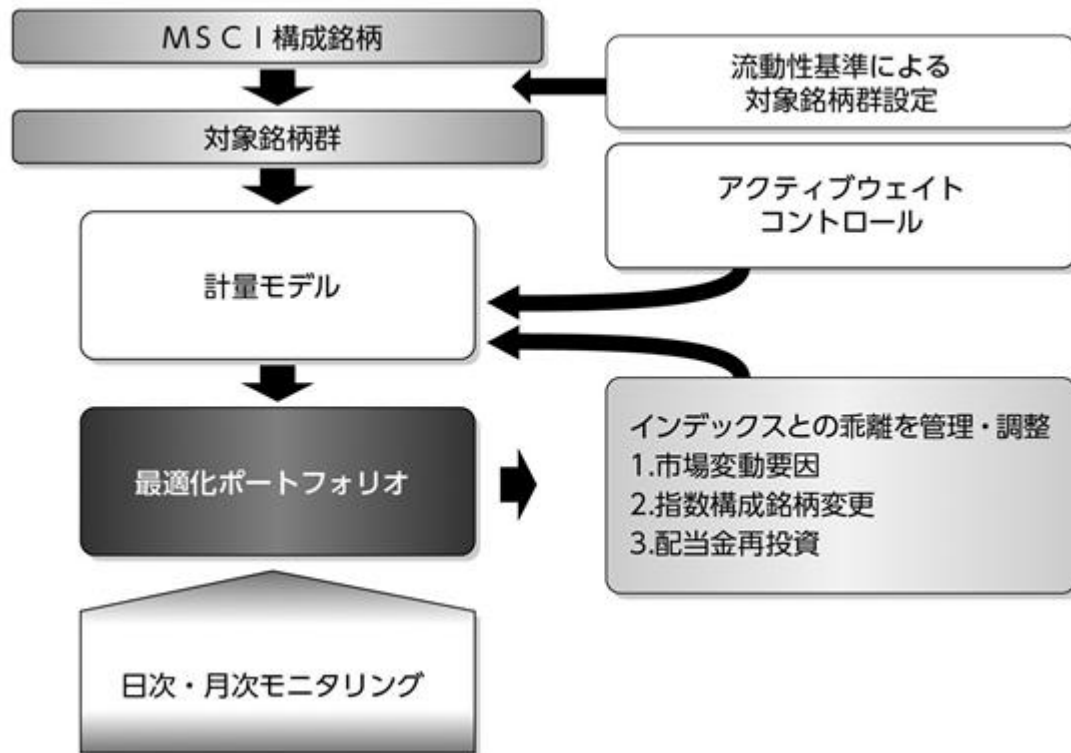 MSCI構成銘柄
流動性基準による
対象銘柄群設定
対象銘柄群
アクティブウェイト
コントロール
計量モデル
インデックスとの乖離を管理・調整
1.市場変動要因
2.指数構成銘柄変更
3.配当金再投資
最適化ポートフォリオ
日次・月次モニタリング